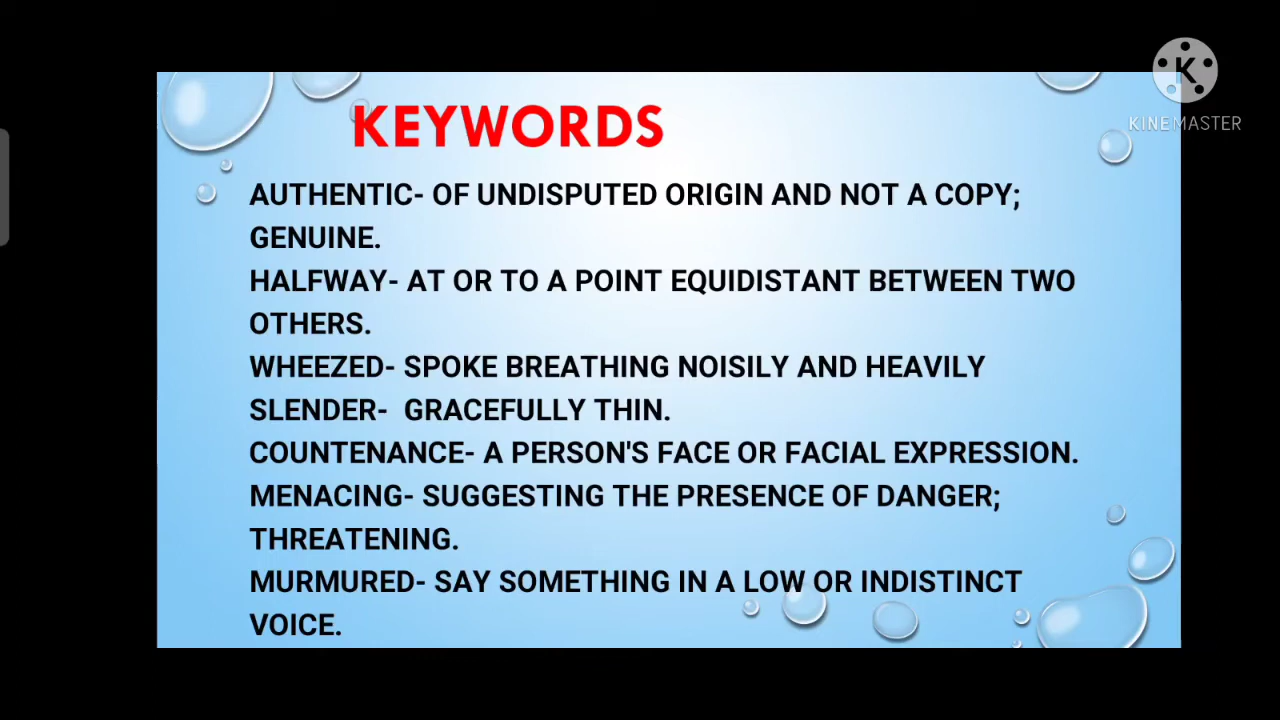 KEYWORDS
AUTHENTIC- OF UNDISPUTED ORIGIN AND NOT A COPY;
GENUINE.
HALFWAY- AT OR TO A POINT EQUIDISTANT BETWEEN TWO
OTHERS.
WHEEZED- SPOKE BREATHING NOISILY AND HEAVILY
SLENDER- GRACEFULLY THIN.
COUNTENANCE- A PERSON'S FACE OR FACIAL EXPRESSION.
MENACING- SUGGESTING THE PRESENCE OF DANGER;
THREATENING.
MURMURED- SAY SOMETHING IN A LOW OR INDISTINCT
VOICE.
K
KINEMASTER